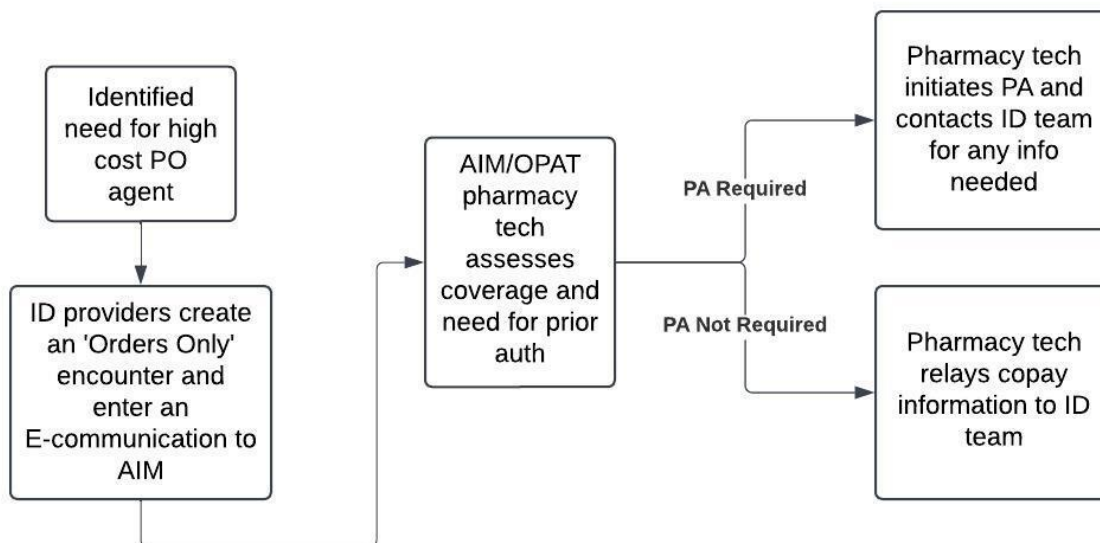 Identified
need for high
cost PO
agent
ID providers create
an 'Orders Only'
encounter and
enter an
E-communication to
AIM
AIM/OPAT
pharmacy
tech
assesses
coverage and
need for prior
auth
PA Required
Pharmacy tech
initiates PA and
contacts ID team
for any info
needed
PA Not Required
Pharmacy tech
relays copay
information to ID
team